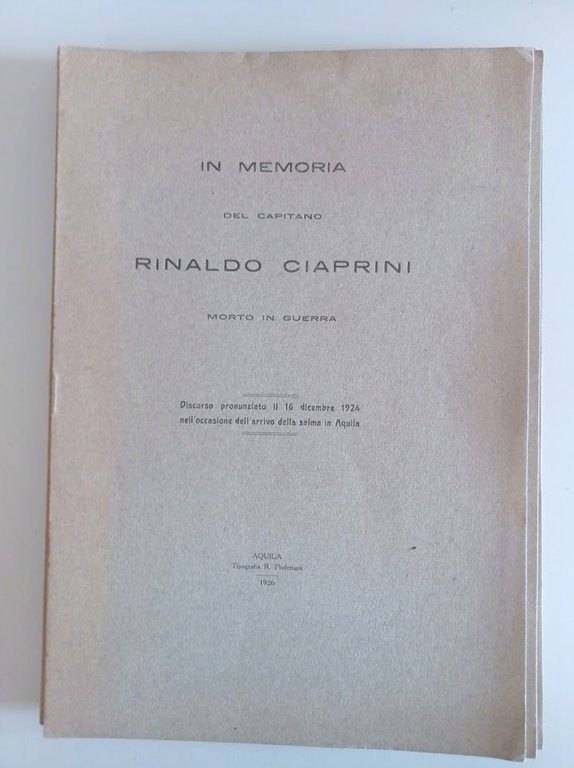 IN MEMORIA
DEL CAPITANO
RINALDO CIAPRINI
MORTO IN GUERRA
Discorso pronunziato il 16 dicembre 1924
nell'occasione dell'arrivo della salma in Aquila
AQUILA
Tipografia R. Prefettura
1926